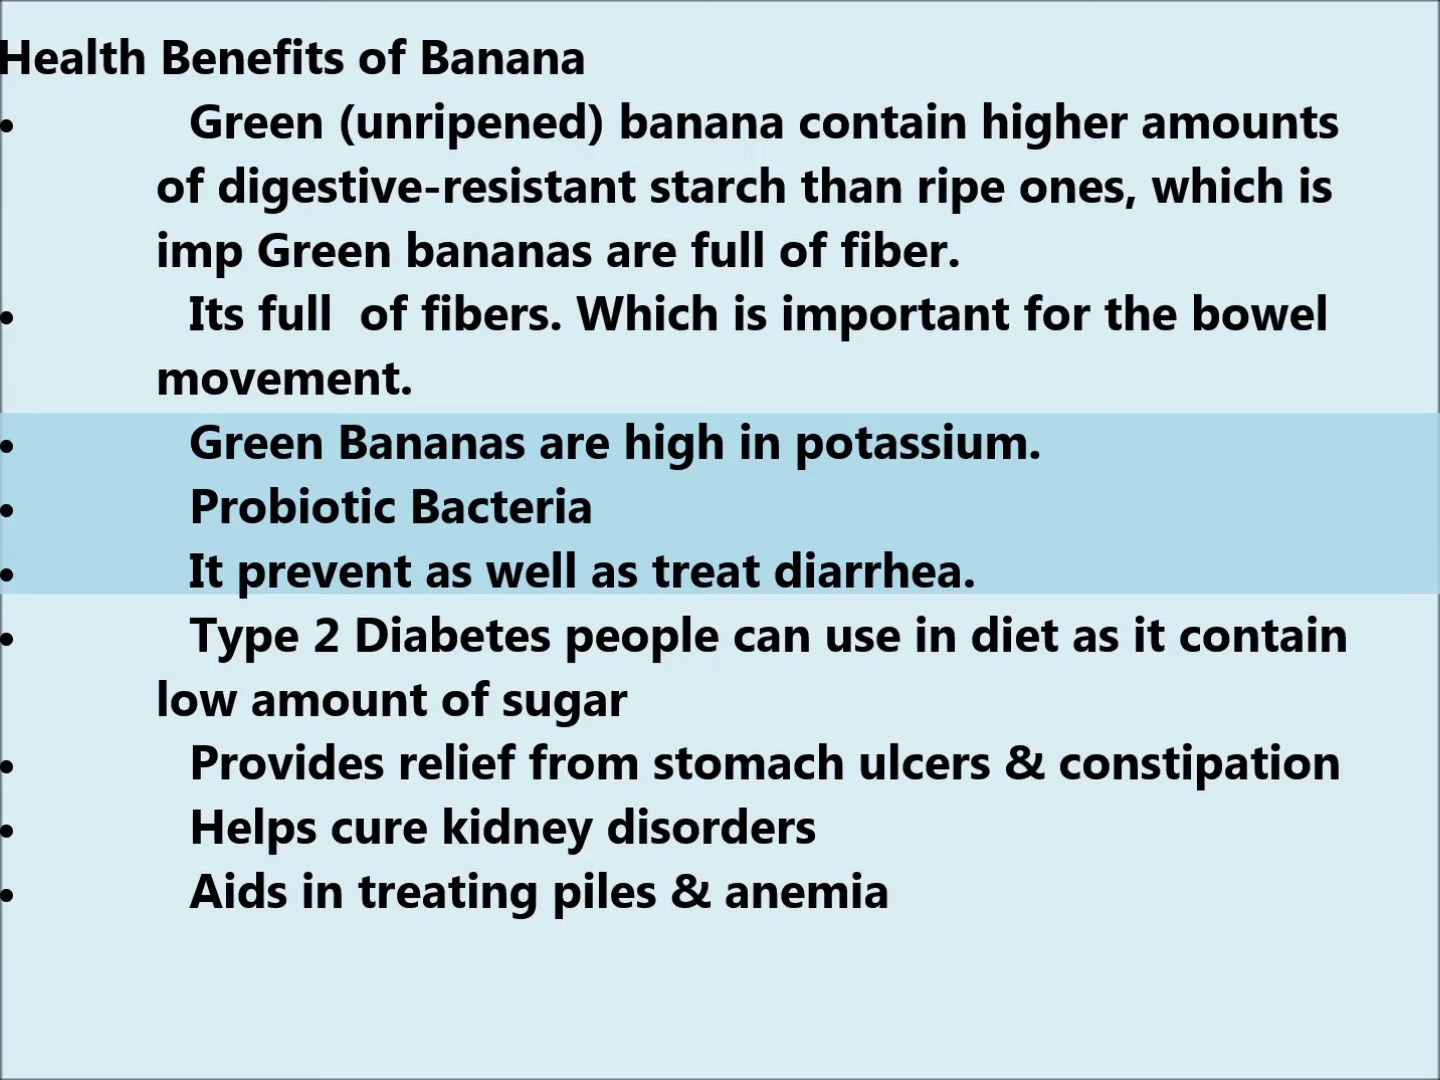 Health Benefits of Banana
• Green (unripened) banana contain higher amounts
of digestive-resistant starch than ripe ones, which is
imp Green bananas are full of fiber.
• Its full  of fibers. Which is important for the bowel
movement.
• Green Bananas are high in potassium.
• Probiotic Bacteria
• It prevent as well as treat diarrhea.
• Type 2 Diabetes people can use in diet as it contain
low amount of sugar
• Provides relief from stomach ulcers & constipation
• Helps cure kidney disorders
• Aids in treating piles & anemia